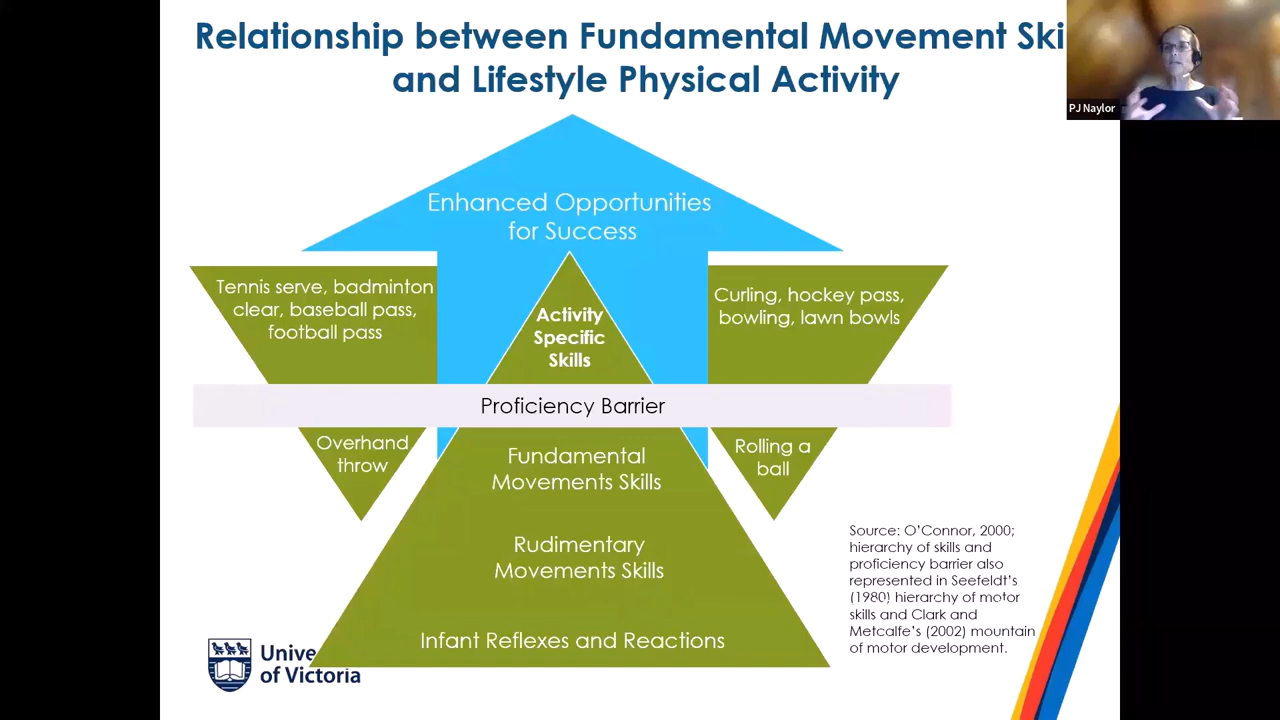 Relationship between Fundamental Movement Ski
and Lifestyle Physical Activity
PJ Naylor
Enhanced Opportunities
for Success
Tennis serve, badminton
clear, baseball pass,
football pass
Activity
Specific
Skills
Curling, hockey pass,
bowling, lawn bowls
Proficiency Barrier
Overhand
throw
Fundamental
Movements Skills
Rolling a
ball
Rudimentary
Movements Skills
Infant Reflexes and Reactions
Source: O'Connor, 2000;
hierarchy of skills and
proficiency barrier also
represented in Seefeldt's
(1980) hierarchy of motor
skills and Clark and
Metcalfe's (2002) mountain
of motor development.
Unive
of Victoria